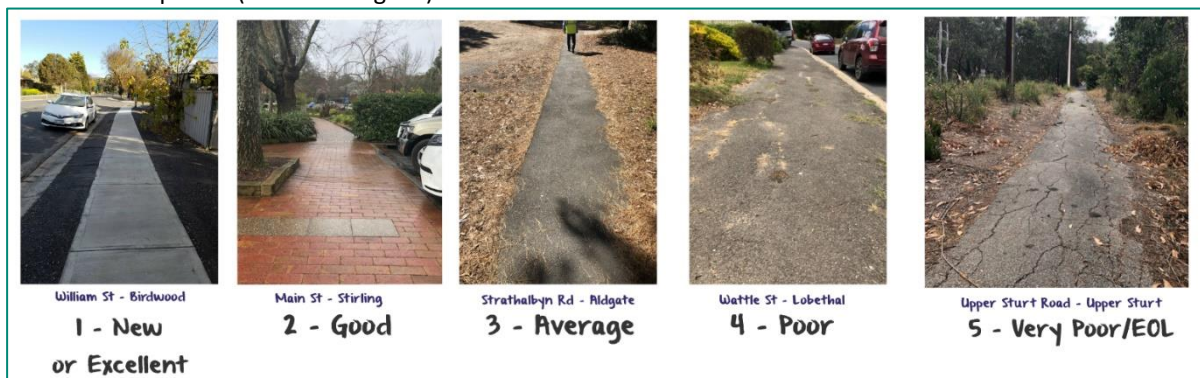 William St - Birdwood
1 - New
or Excellent
Main St - Stirling
2 - Good
Strathalbyn Rd - Aldgate
3 - Average
Wattle St - Lobethal
4 - Poor
Upper Sturt Road - Upper Sturt
5 - Very Poor/EOL